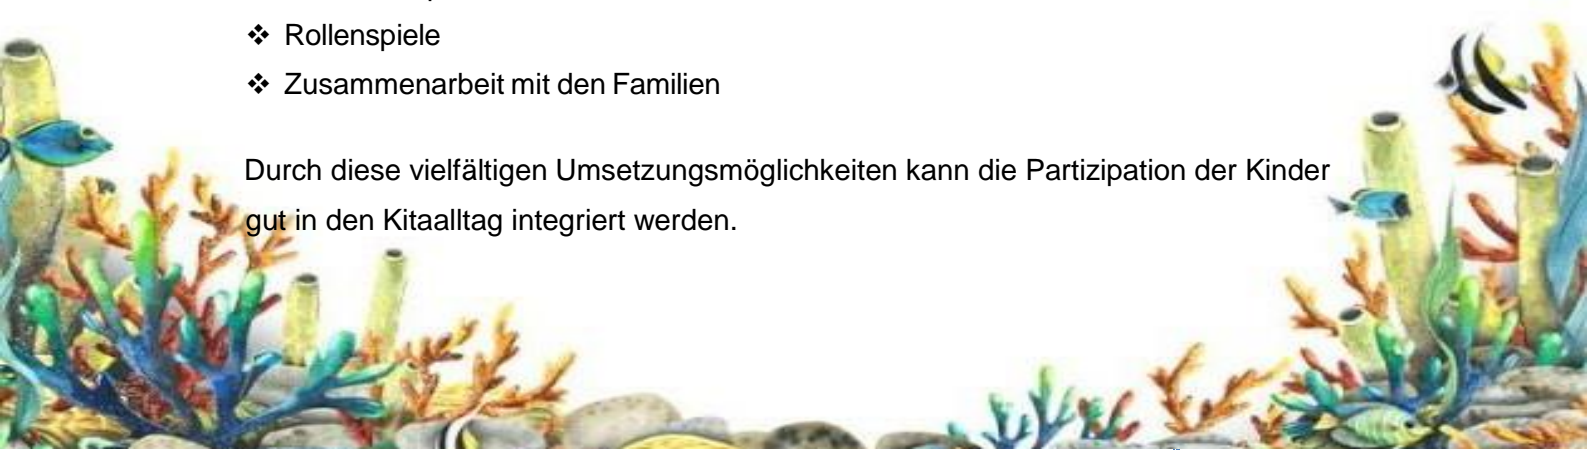 ❖ Rollenspiele
❖ Zusammenarbeit mit den Familien
Durch diese vielfältigen Umsetzungsmöglichkeiten kann die Partizipation der Kinder
gut in den Kitaalltag integriert werden.